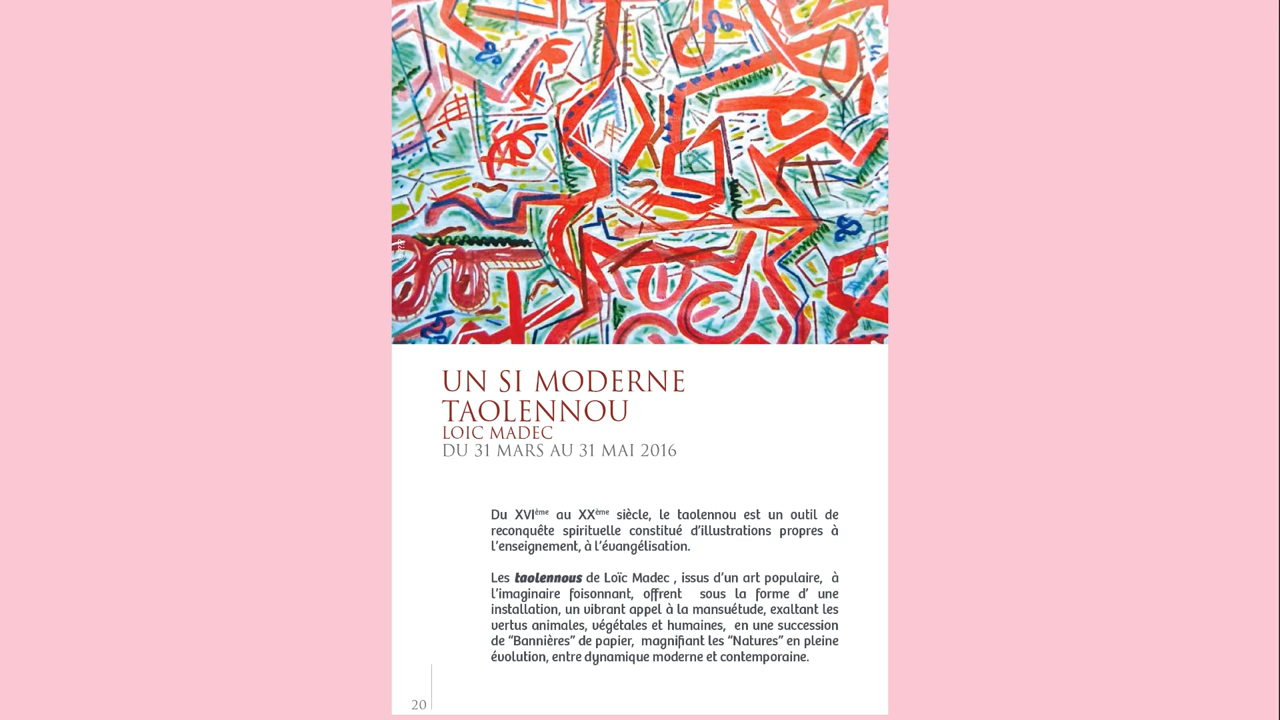 UN SI MODERNE
TAOLENNOU
LOIC MADEC
DU 31 MARS AU 31 MAI 2016
Du XVIème au XXème siècle, le taolennou est un outil de
reconquête spirituelle constitué d'illustrations propres à
l'enseignement, à l'évangélisation.
Les taolennous de Loïc Madec , issus d'un art populaire, à
l'imaginaire foisonnant, offrent sous la forme d' une
installation, un vibrant appel à la mansuétude, exaltant les
vertus animales, végétales et humaines, en une succession
de “Bannières” de papier, magnifiant les “Natures” en pleine
évolution, entre dynamique moderne et contemporaine.
20